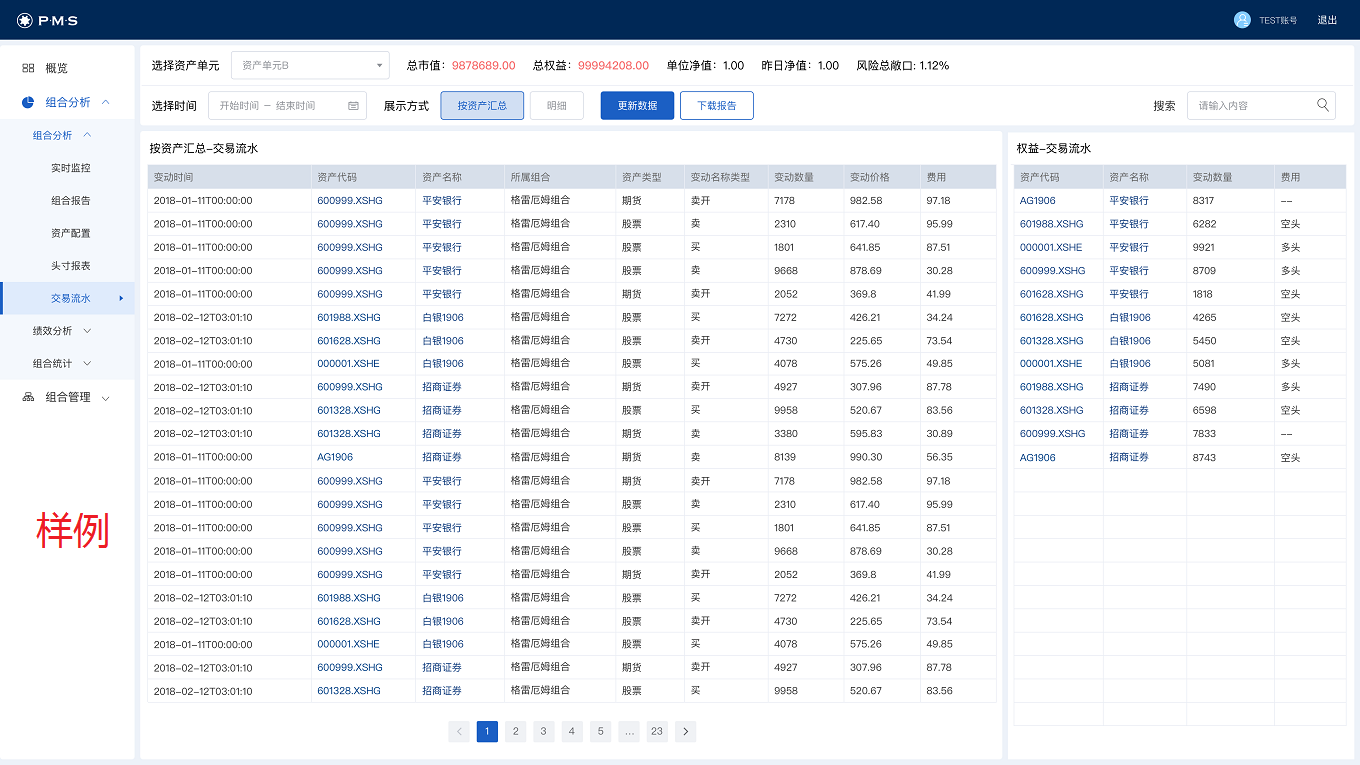 P·M·S TEST账号 退出
概览
组合分析
组合分析
实时监控
组合报告
资产配置
头寸报表
交易流水
绩效分析
组合统计
组合管理
样例
选择资产单元 资产单元B 总市值：9878689.00 总权益：99994208.00 单位净值：1.00 昨日净值：1.00 风险总敞口: 1.12%
选择时间 开始时间 — 结束时间 展示方式 按资产汇总 明细 更新数据 下载报告 搜索 请输入内容
按资产汇总-交易流水
变动时间 资产代码 资产名称 所属组合 资产类型 变动名称类型 变动数量 变动价格 费用
2018-01-11T00:00:00 600999.XSHG 平安银行 格雷厄姆组合 期货 卖开 7178 982.58 97.18
2018-01-11T00:00:00 600999.XSHG 平安银行 格雷厄姆组合 股票 卖 2310 617.40 95.99
2018-01-11T00:00:00 600999.XSHG 平安银行 格雷厄姆组合 股票 买 1801 641.85 87.51
2018-01-11T00:00:00 600999.XSHG 平安银行 格雷厄姆组合 股票 卖 9668 878.69 30.28
2018-01-11T00:00:00 600999.XSHG 平安银行 格雷厄姆组合 期货 卖开 2052 369.8 41.99
2018-02-12T03:01:10 601988.XSHG 白银1906 格雷厄姆组合 股票 买 7272 426.21 34.24
2018-02-12T03:01:10 601628.XSHG 白银1906 格雷厄姆组合 股票 卖开 4730 225.65 73.54
2018-01-11T00:00:00 000001.XSHE 白银1906 格雷厄姆组合 股票 买 4078 575.26 49.85
2018-02-12T03:01:10 600999.XSHG 招商证券 格雷厄姆组合 期货 卖开 4927 307.96 87.78
2018-02-12T03:01:10 601328.XSHG 招商证券 格雷厄姆组合 股票 买 9958 520.67 83.56
2018-02-12T03:01:10 601328.XSHG 招商证券 格雷厄姆组合 期货 卖 3380 595.83 30.89
2018-01-11T00:00:00 AG1906 招商证券 格雷厄姆组合 期货 卖 8139 990.30 56.35
2018-01-11T00:00:00 600999.XSHG 平安银行 格雷厄姆组合 期货 卖开 7178 982.58 97.18
2018-01-11T00:00:00 600999.XSHG 平安银行 格雷厄姆组合 股票 卖 2310 617.40 95.99
2018-01-11T00:00:00 600999.XSHG 平安银行 格雷厄姆组合 股票 买 1801 641.85 87.51
2018-01-11T00:00:00 600999.XSHG 平安银行 格雷厄姆组合 股票 卖 9668 878.69 30.28
2018-01-11T00:00:00 600999.XSHG 平安银行 格雷厄姆组合 期货 卖开 2052 369.8 41.99
2018-02-12T03:01:10 601988.XSHG 白银1906 格雷厄姆组合 股票 买 7272 426.21 34.24
2018-02-12T03:01:10 601628.XSHG 白银1906 格雷厄姆组合 股票 卖开 4730 225.65 73.54
2018-01-11T00:00:00 000001.XSHE 白银1906 格雷厄姆组合 股票 买 4078 575.26 49.85
2018-02-12T03:01:10 600999.XSHG 招商证券 格雷厄姆组合 期货 卖开 4927 307.96 87.78
2018-02-12T03:01:10 601328.XSHG 招商证券 格雷厄姆组合 股票 买 9958 520.67 83.56
1 2 3 4 5 ... 23
权益-交易流水
资产代码 资产名称 变动数量 费用
AG1906 平安银行 8317 --
601988.XSHG 平安银行 6282 空头
000001.XSHE 平安银行 9921 多头
600999.XSHG 平安银行 8709 多头
601628.XSHG 平安银行 1818 空头
601628.XSHG 白银1906 4265 空头
601328.XSHG 白银1906 5450 空头
000001.XSHE 白银1906 5081 多头
601988.XSHG 招商证券 7490 多头
601328.XSHG 招商证券 6598 空头
600999.XSHG 招商证券 7833 --
AG1906 招商证券 8743 空头